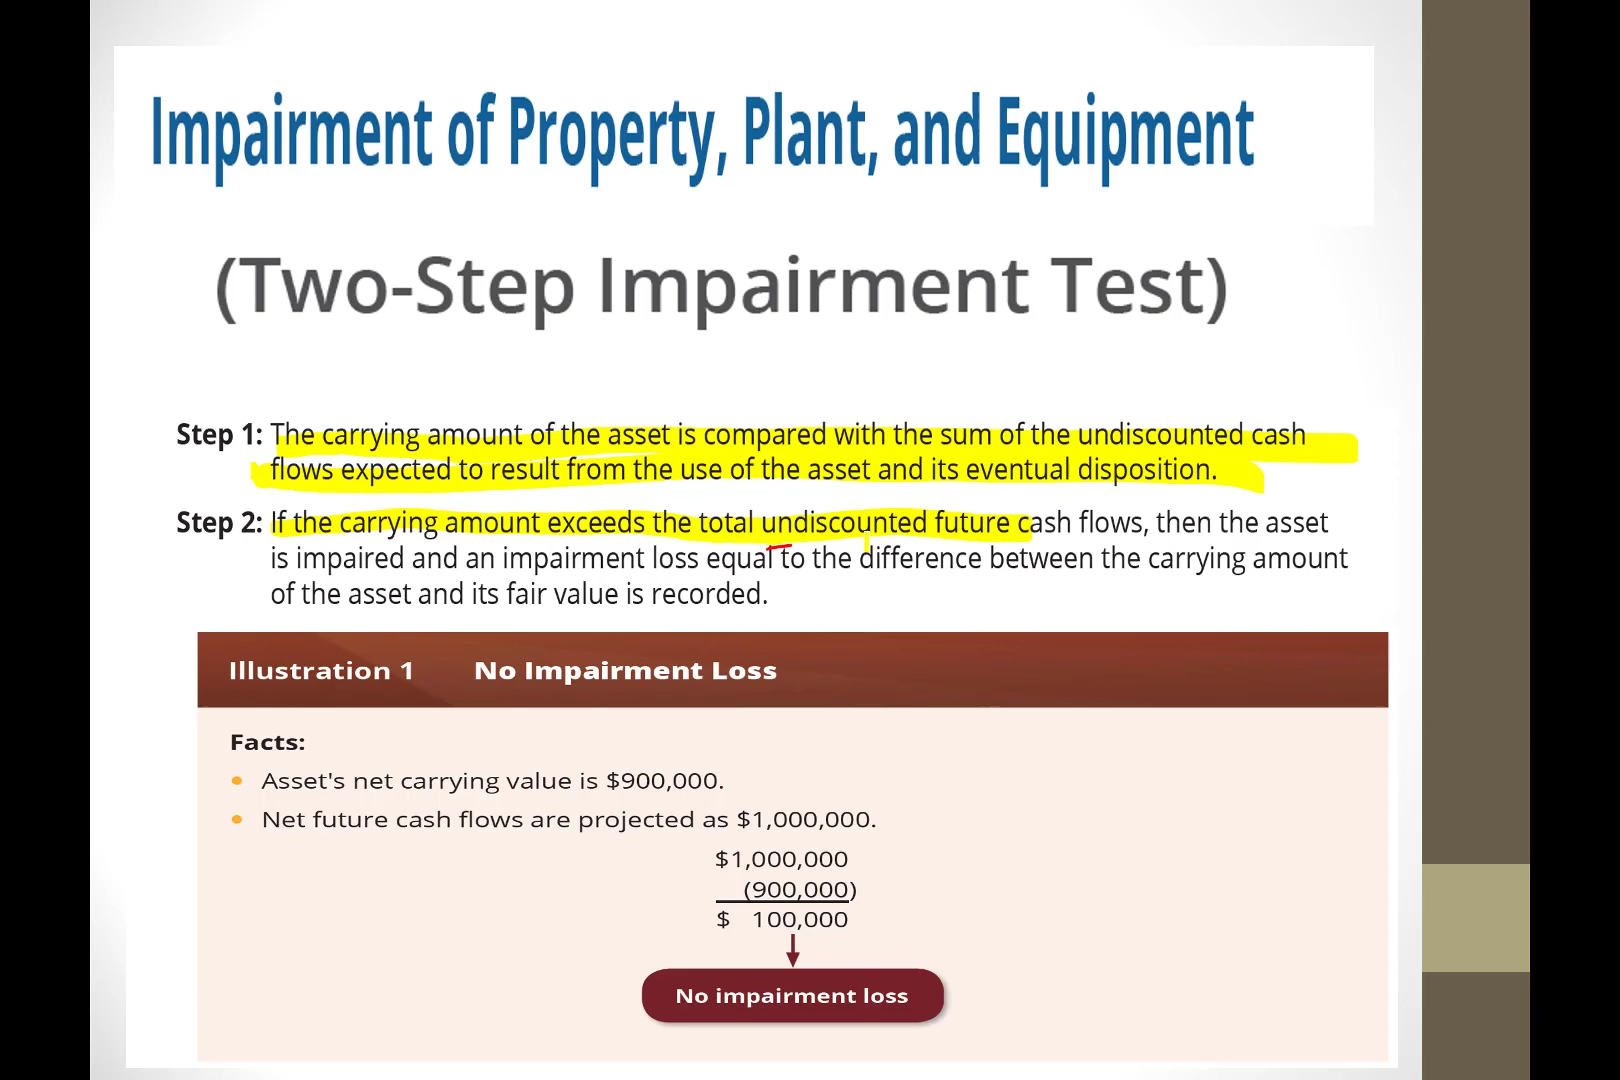 Impairment of Property, Plant, and Equipment
(Two-Step Impairment Test)
Step 1: The carrying amount of the asset is compared with the sum of the undiscounted cash
flows expected to result from the use of the asset and its eventual disposition.
Step 2: If the carrying amount exceeds the total undiscounted future cash flows, then the asset
is impaired and an impairment loss equal to the difference between the carrying amount
of the asset and its fair value is recorded.
Illustration 1 No Impairment Loss
Facts:
• Asset's net carrying value is $900,000.
• Net future cash flows are projected as $1,000,000.
$1,000,000
(900,000)
$ 100,000
No impairment loss